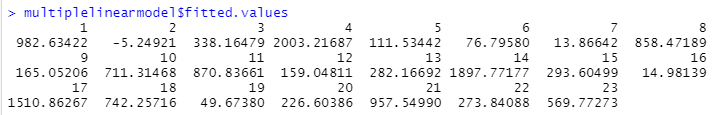 > multiplelinearmodel$fitted.values
1 2 3 4 5 6 7 8
982.63422 -5.24921 338.16479 2003.21687 111.53442 76.79580 13.86642 858.47189
9 10 11 12 13 14 15 16
165.05206 711.31468 870.83661 159.04811 282.16692 1897.77177 293.60499 14.98139
17 18 19 20 21 22 23
1510.86267 742.25716 49.67380 226.60386 957.54990 273.84088 569.77273